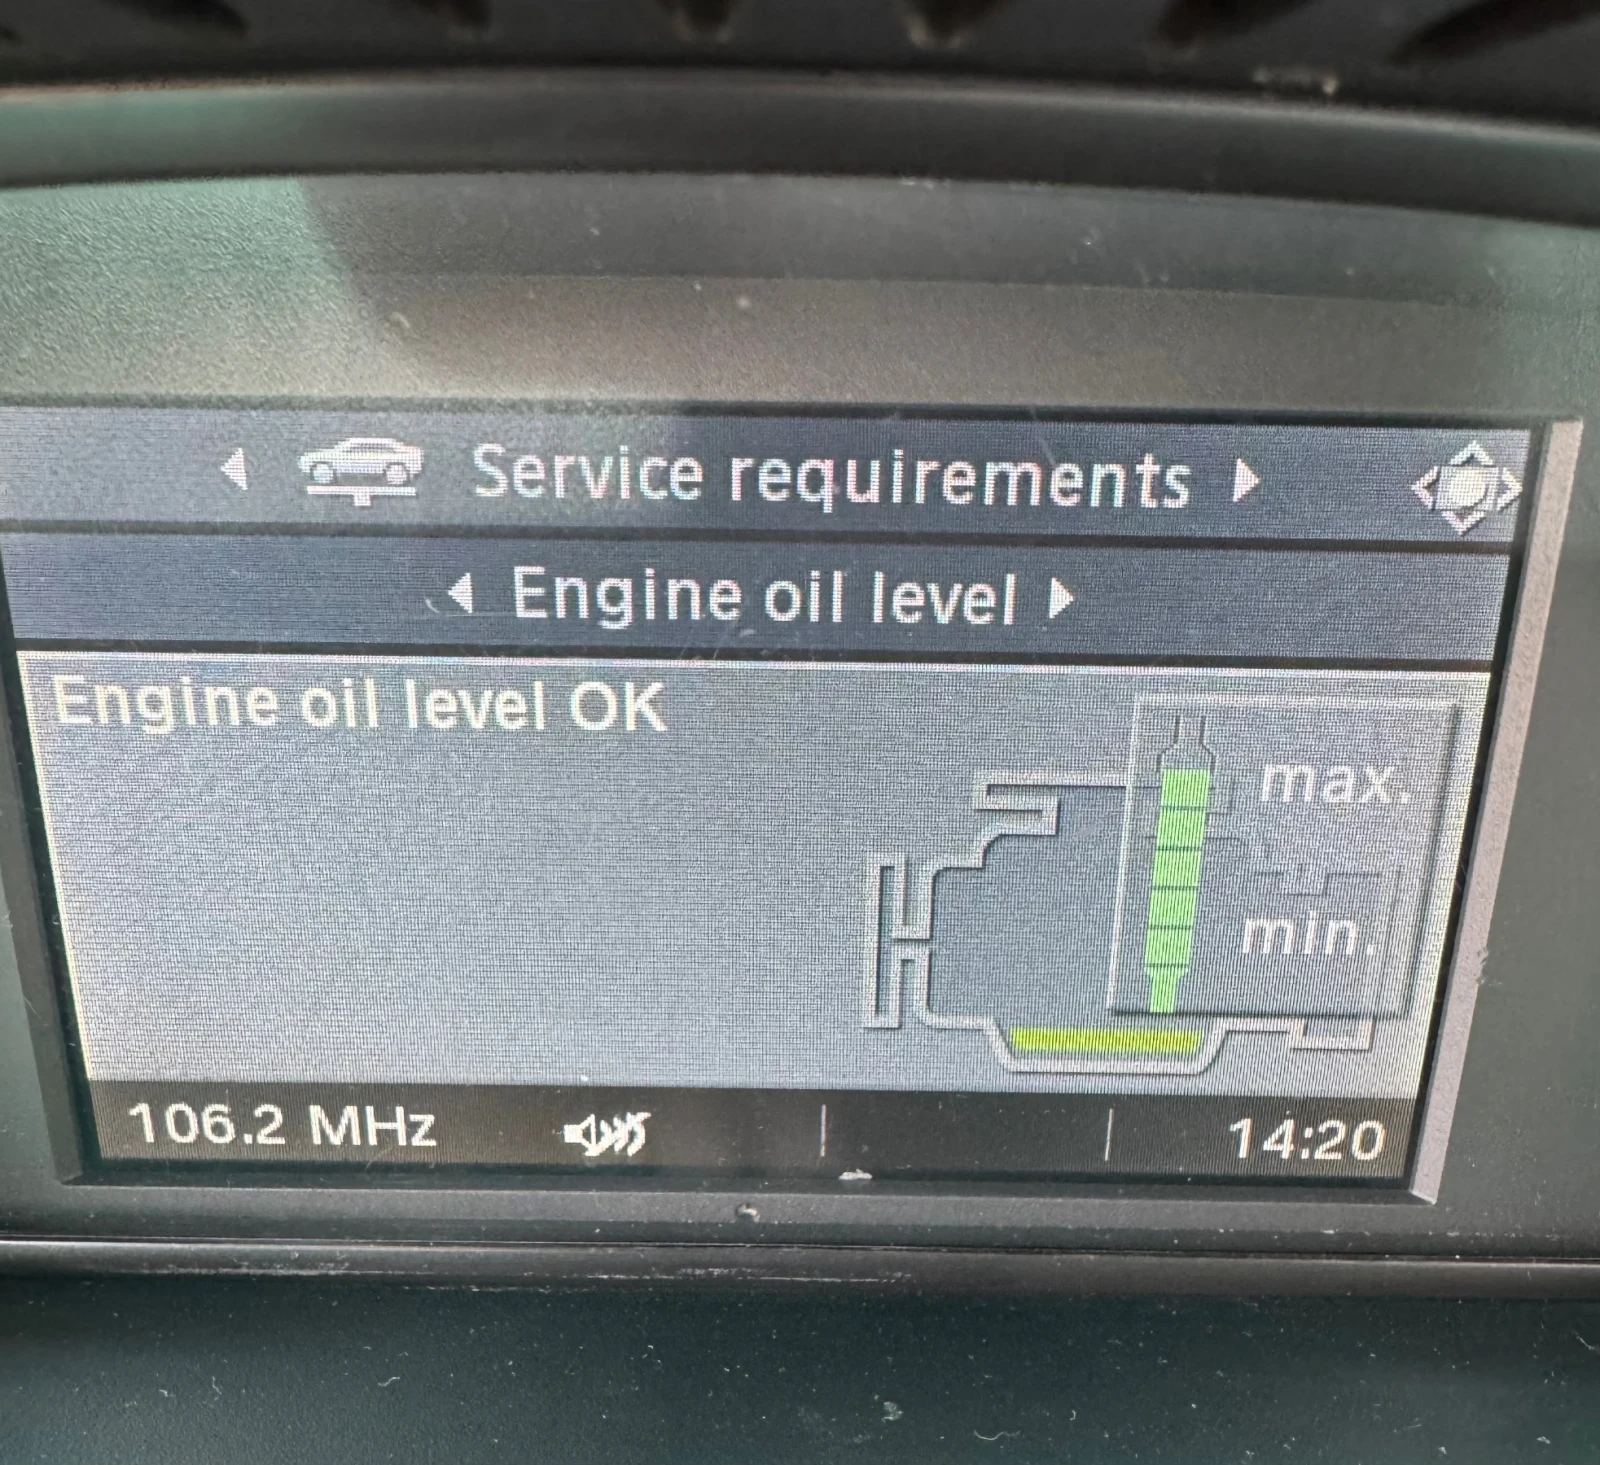 Service requirements
Engine oil level
Engine oil level OK
max.
min.
106.2 MHz
14:20